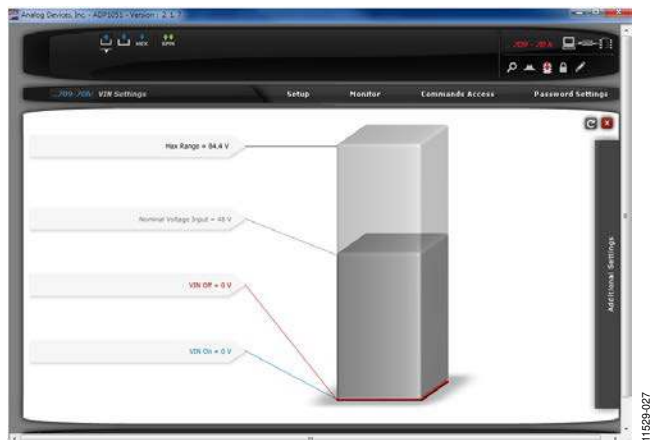 Analog Devices, Inc. - ADP1051 - Version : 2. 1. 7
HEX
VIN Settings
Setup
Monitor
Commands Access
Password Settings
Max Range = 84.4 V
Nominal Voltage Input = 48 V
VIN Off = 0 V
VIN On = 0 V
Additional Settings
11529-027